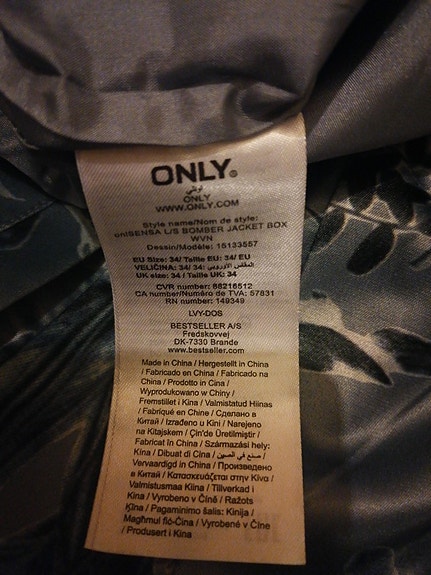 ONLY®
اونلي
ONLY
WWW.ONLY.COM
Style name/Nom de style:
onlSENSA L/S BOMBER JACKET BOX
WVN
Dessin/Modèle: 15133557
EU Size: 34/ Taille EU: 34/ EU
VELIČINA: 34/ 34: المقاس الأوروبي
UK size: 34 / Taille UK: 34
CVR number: 88216512
CA number/Numéro de TVA: 57831
RN number: 149349
LVY-DOS
BESTSELLER A/S
Fredskovvej
DK-7330 Brande
www.bestseller.com
Made in China / Hergestellt in China
/ Fabricado en China / Fabricado na
China / Prodotto in Cina /
Wyprodukowano w Chiny /
Fremstillet i Kina / Valmistatud Hiinas
/ Fabriqué en Chine / Сделано в
Китай / Izrađeno u Kini / Narejeno
na Kitajskem / Çin'de Üretilmiştir /
Fabricat în China / Származási hely:
Kína / Dibuat di Cina / صنع في الصين /
Vervaardigd in China / Произведено
в Китай / Κατασκευάζεται στην Κίνα /
Valmistusmaa Kiina / Tillverkad i
Kina / Vyrobeno v Číně / Ražots
Ķīna / Pagaminimo šalis: Kinija /
Magħmul fiċ-Ċina / Vyrobené v Číne
/ Produsert i Kina